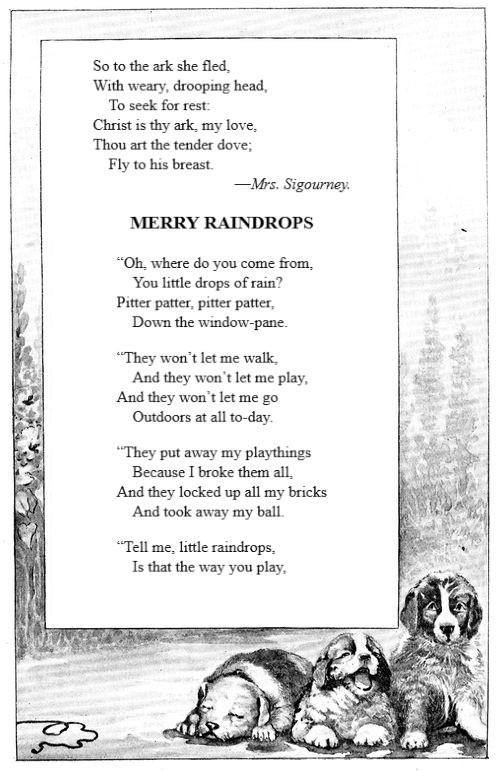 So to the ark she fled,
With weary, drooping head,
To seek for rest:
Christ is thy ark, my love,
Thou art the tender dove;
Fly to his breast.
—Mrs. Sigourney.
MERRY RAINDROPS
“Oh, where do you come from,
You little drops of rain?
Pitter patter, pitter patter,
Down the window-pane.
“They won’t let me walk,
And they won’t let me play,
And they won’t let me go
Outdoors at all to-day.
“They put away my playthings
Because I broke them all,
And they locked up all my bricks
And took away my ball.
“Tell me, little raindrops,
Is that the way you play,